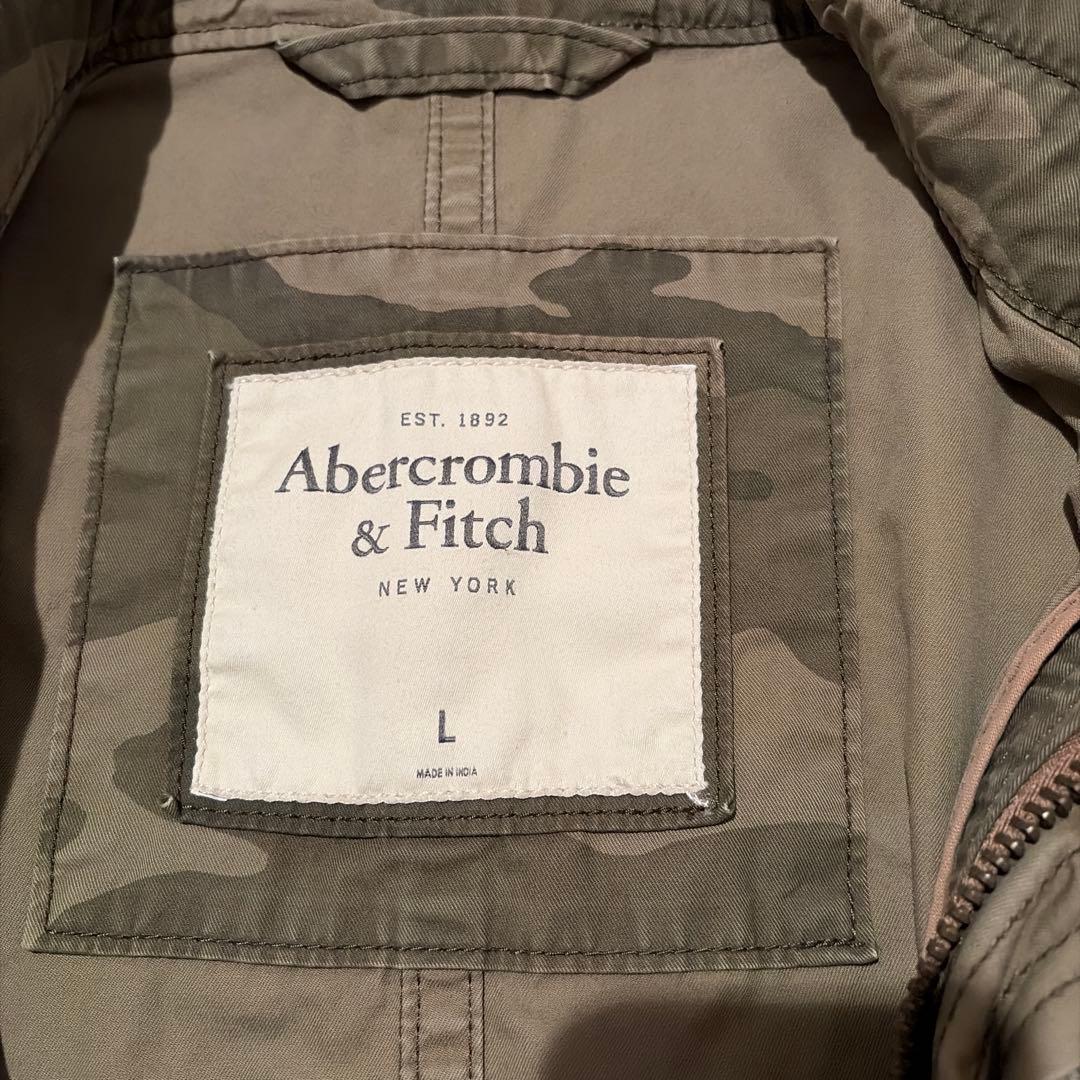 EST. 1892
Abercrombie
& Fitch
NEW YORK
L
MADE IN INDIA